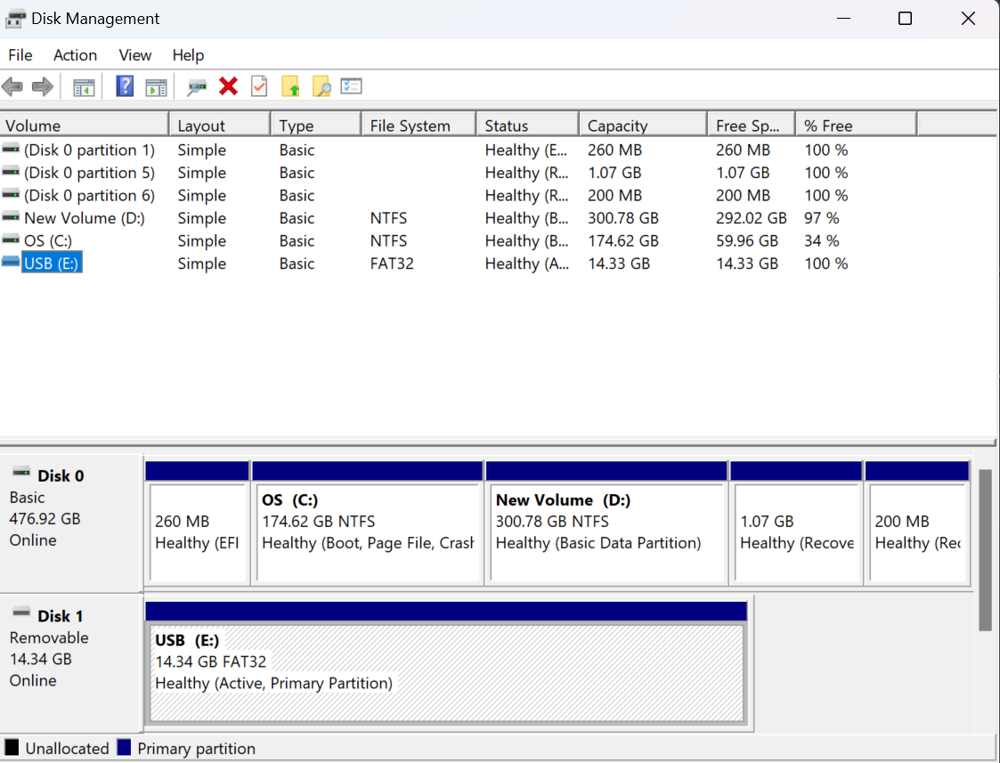 Disk Management
File Action View Help
Volume Layout Type File System Status Capacity Free Sp... % Free
(Disk 0 partition 1) Simple Basic Healthy (E... 260 MB 260 MB 100 %
(Disk 0 partition 5) Simple Basic Healthy (R... 1.07 GB 1.07 GB 100 %
(Disk 0 partition 6) Simple Basic Healthy (R... 200 MB 200 MB 100 %
New Volume (D:) Simple Basic NTFS Healthy (B... 300.78 GB 292.02 GB 97 %
OS (C:) Simple Basic NTFS Healthy (B... 174.62 GB 59.96 GB 34 %
USB (E:) Simple Basic FAT32 Healthy (A... 14.33 GB 14.33 GB 100 %
Disk 0
Basic
476.92 GB
Online
260 MB
Healthy (EFI
OS (C:)
174.62 GB NTFS
Healthy (Boot, Page File, Crash
New Volume (D:)
300.78 GB NTFS
Healthy (Basic Data Partition)
1.07 GB
Healthy (Recove
200 MB
Healthy (Rec
Disk 1
Removable
14.34 GB
Online
USB (E:)
14.34 GB FAT32
Healthy (Active, Primary Partition)
Unallocated Primary partition